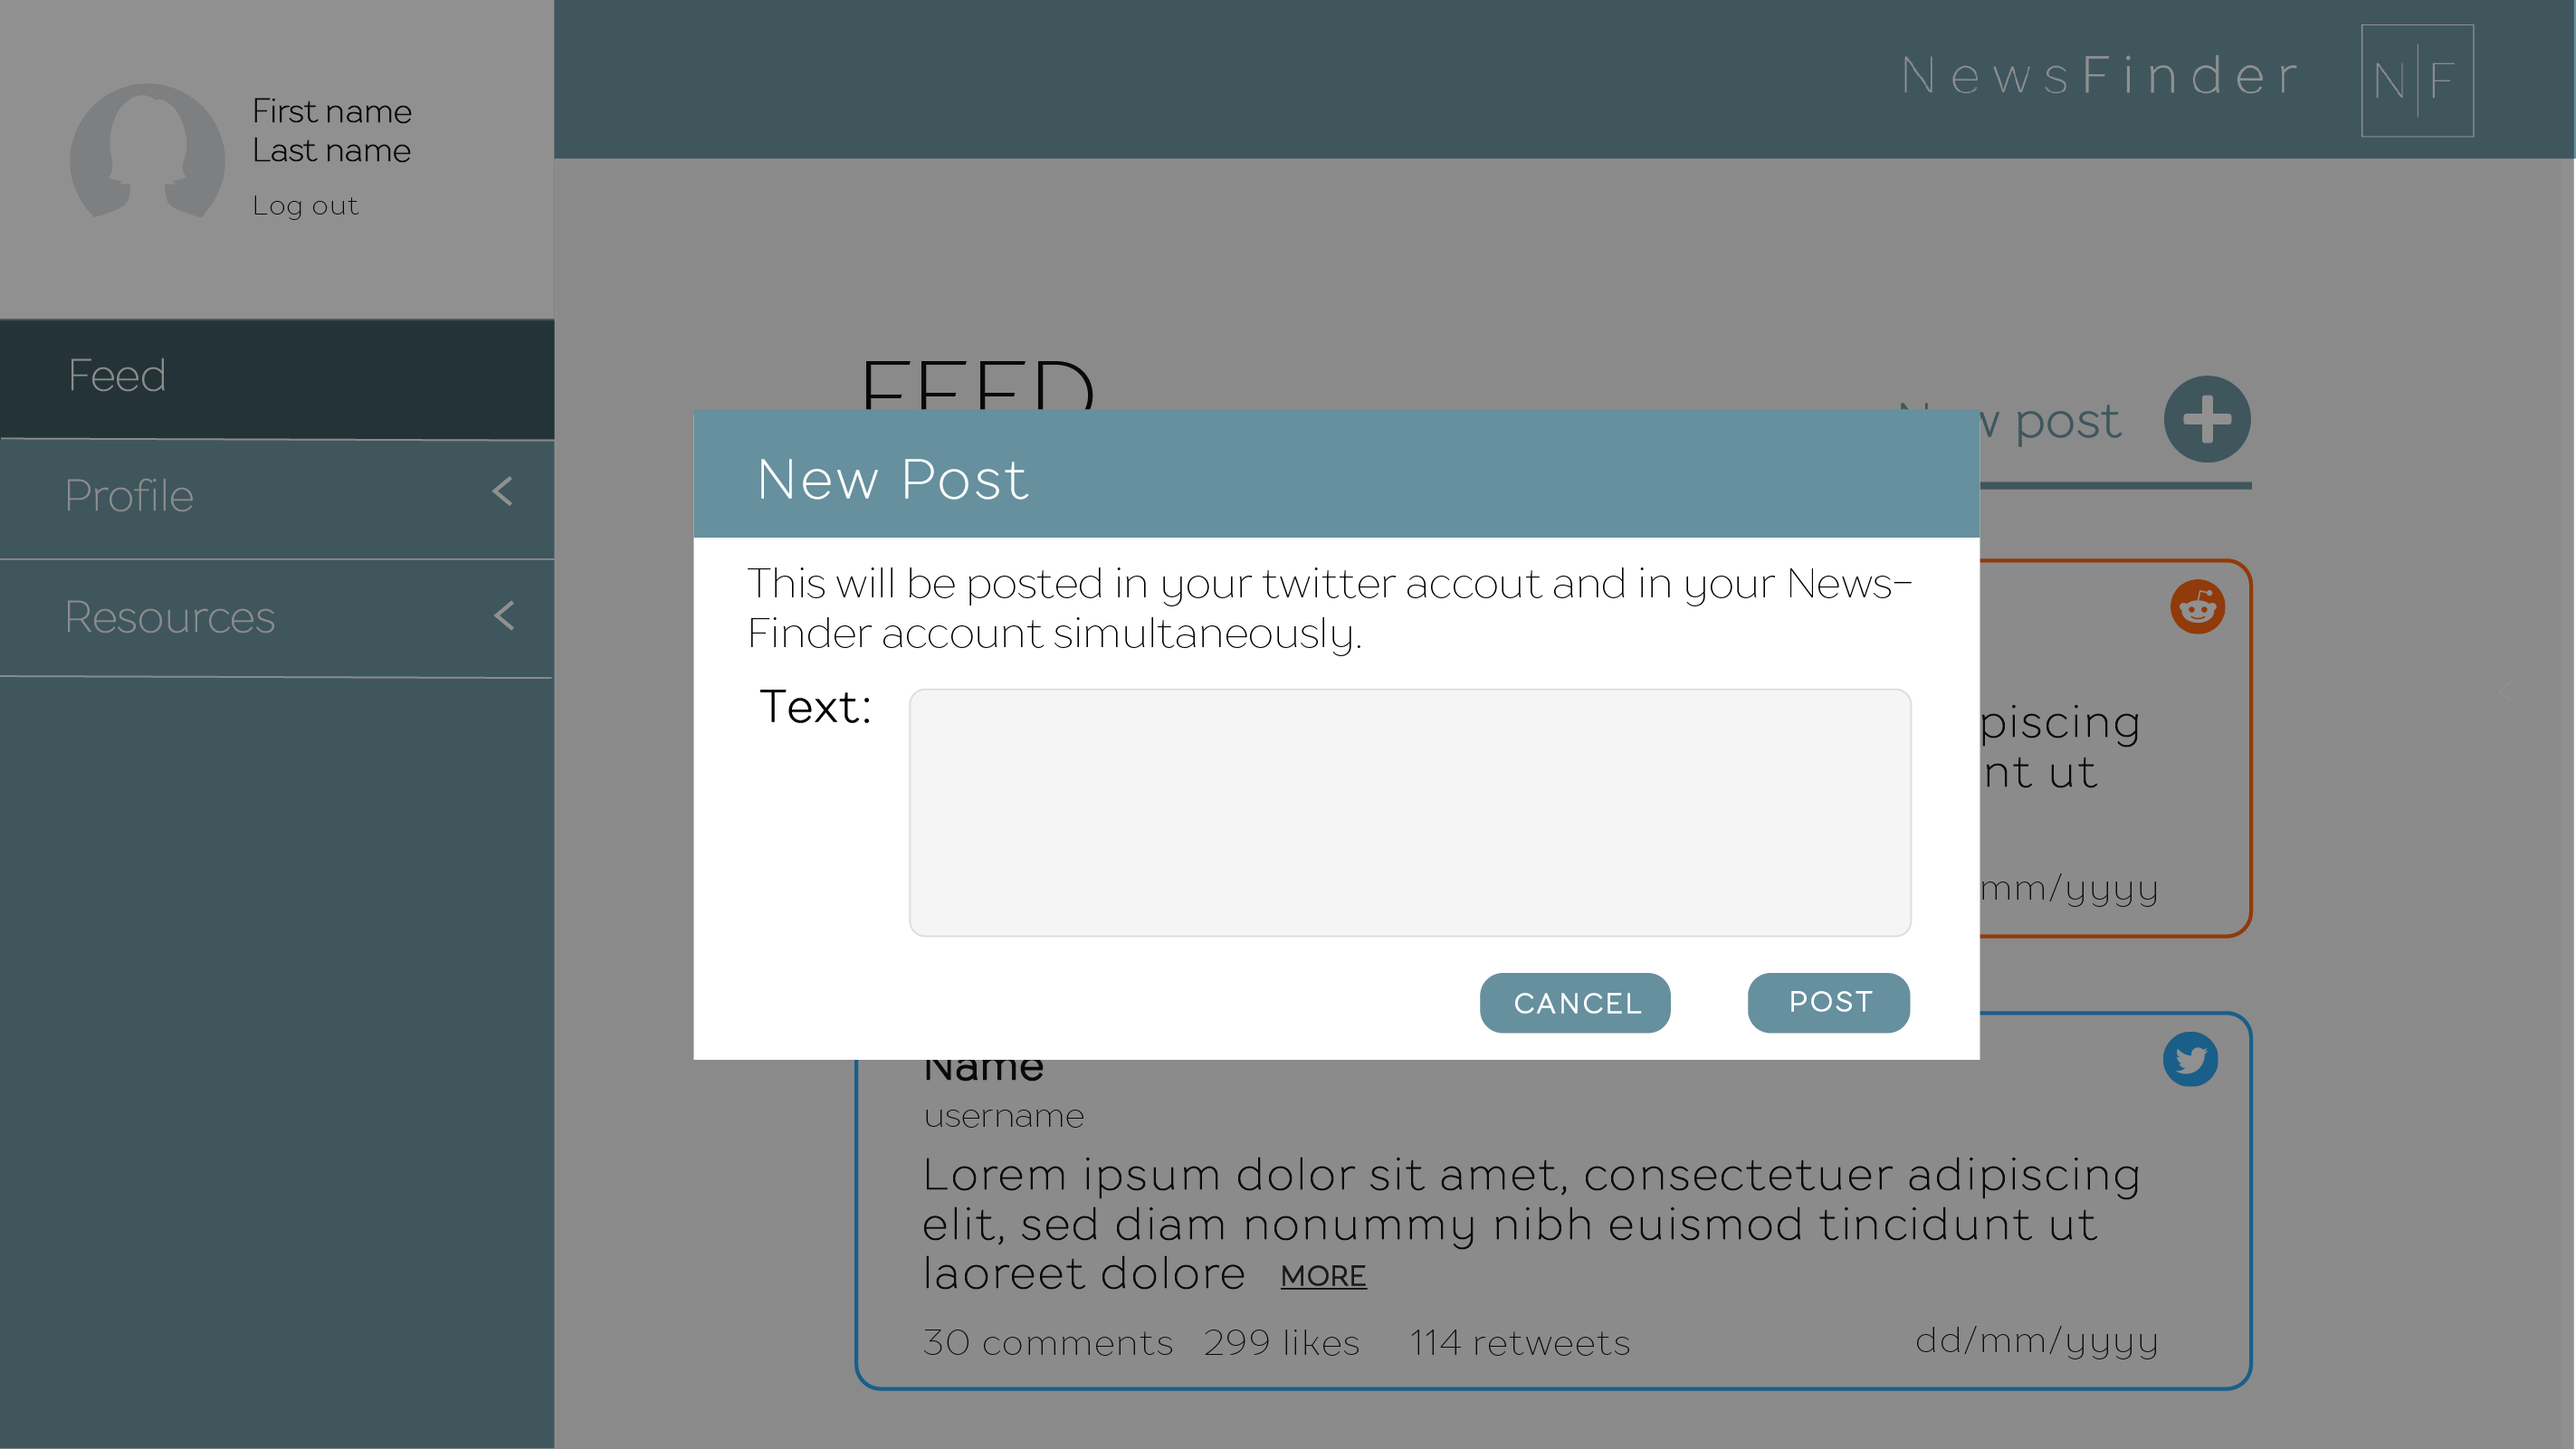 First name
Last name
Log out
NewsFinder
N|F
Feed
Profile
Resources
FEED
post
New Post
This will be posted in your twitter accout and in your News-
Finder account simultaneously.
Text:
CANCEL
POST
piscing
nt ut
mm/yyyy
Name
username
Lorem ipsum dolor sit amet, consectetuer adipiscing
elit, sed diam nonummy nibh euismod tincidunt ut
laoreet dolore MORE
30 comments 299 likes 114 retweets
dd/mm/yyyy